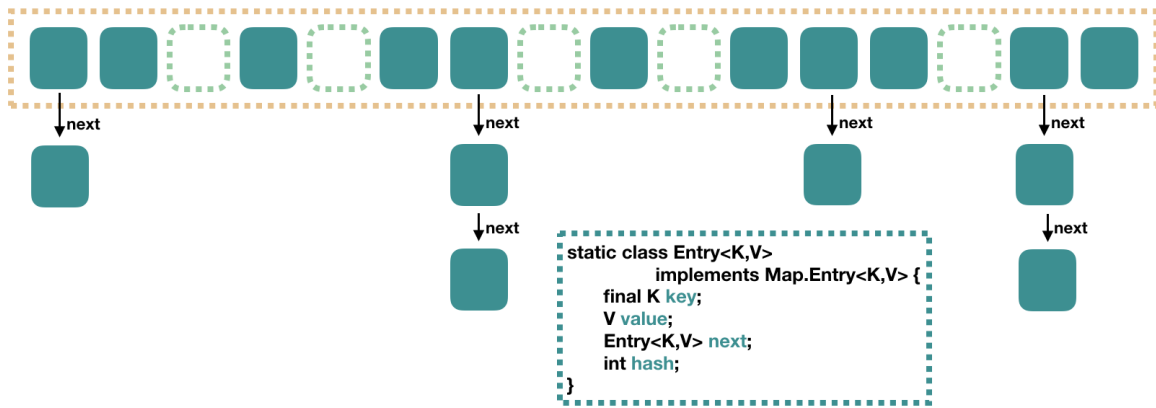 next
next
next
next
next
next
static class Entry<K,V>
implements Map.Entry<K,V> {
final K key;
V value;
Entry<K,V> next;
int hash;
}